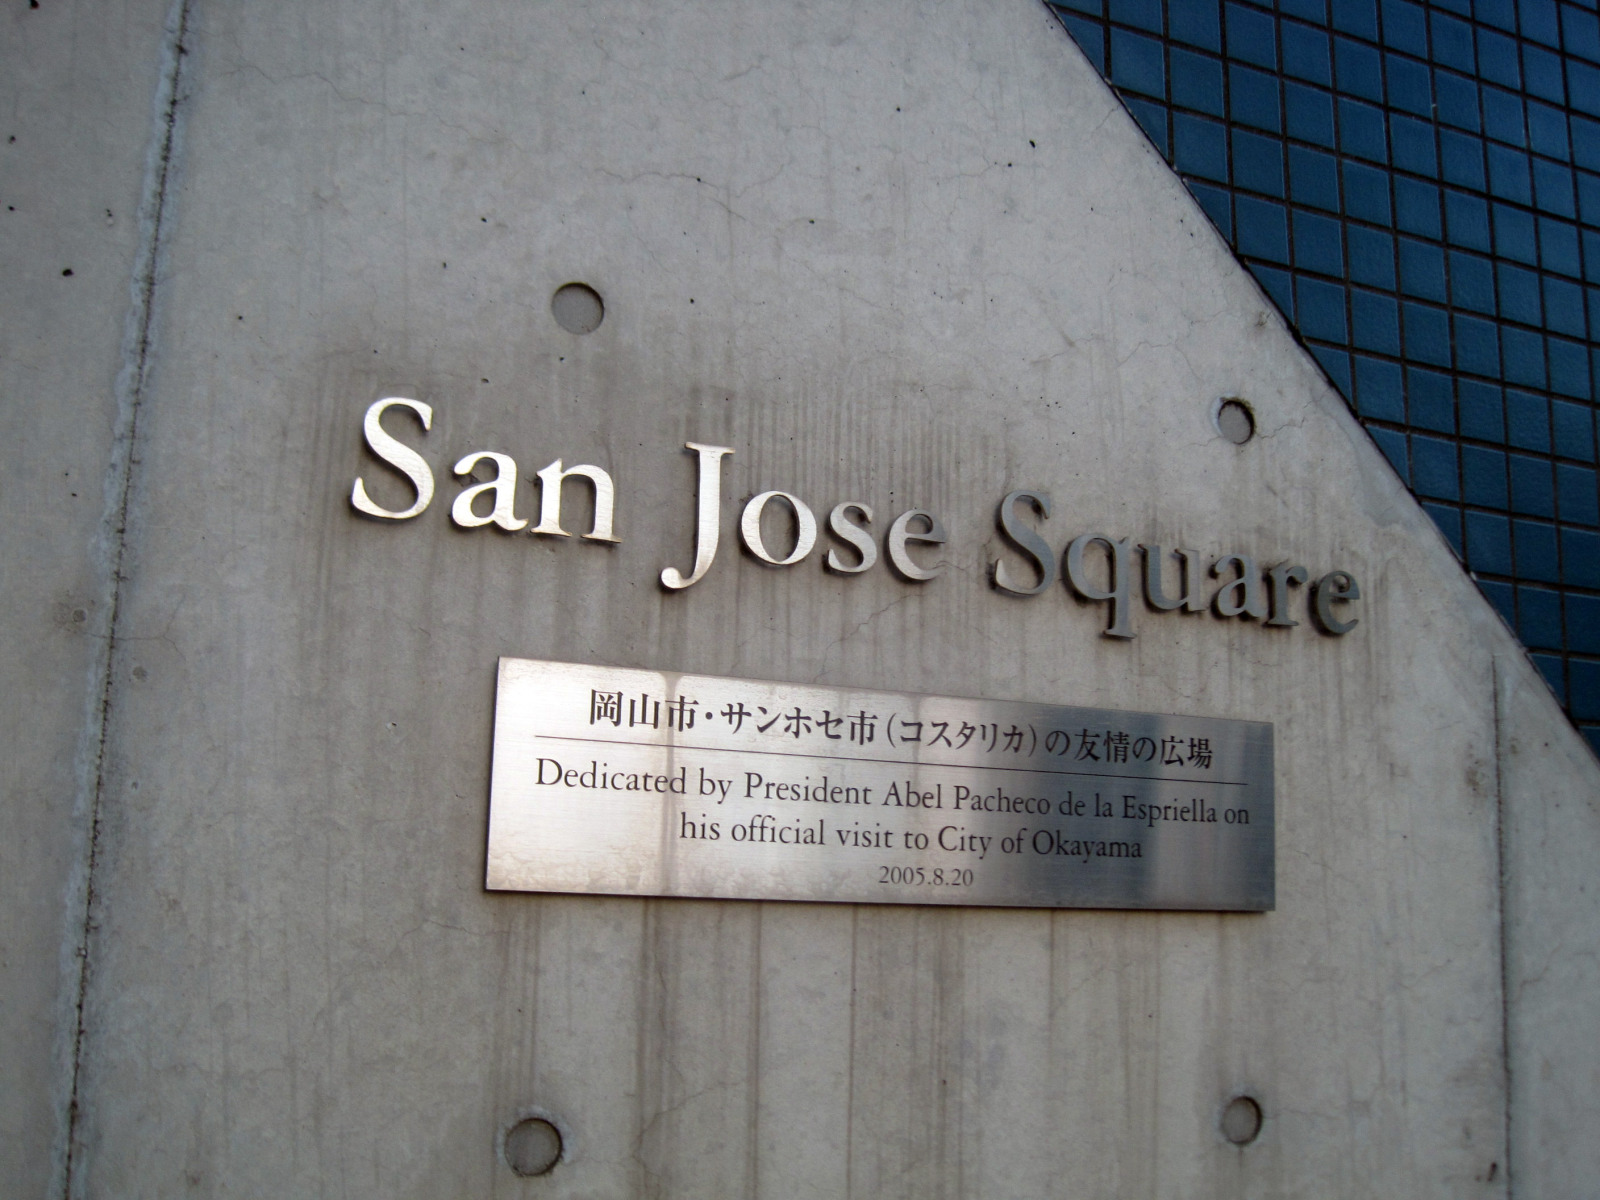 San Jose Square
岡山市・サンホセ市(コスタリカ)の友情の広場
Dedicated by President Abel Pacheco de la Espriella on
his official visit to City of Okayama
2005.8.20